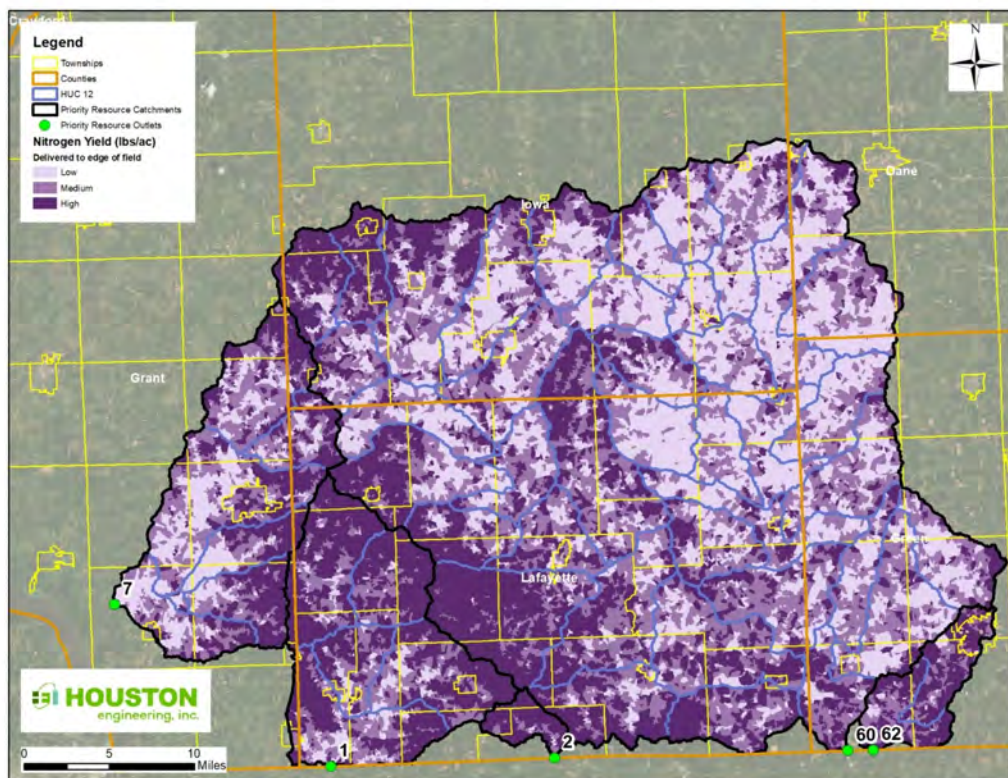 Crawford
Legend
Townships
Counties
HUC 12
Priority Resource Catchments
Priority Resource Outlets
Nitrogen Yield (lbs/ac)
Delivered to edge of field
Low
Medium
High
N
Dane
Iowa
Grant
Green
Lafayette
7
HOUSTON
engineering, inc.
1
2
60 62
0 5 10
Miles